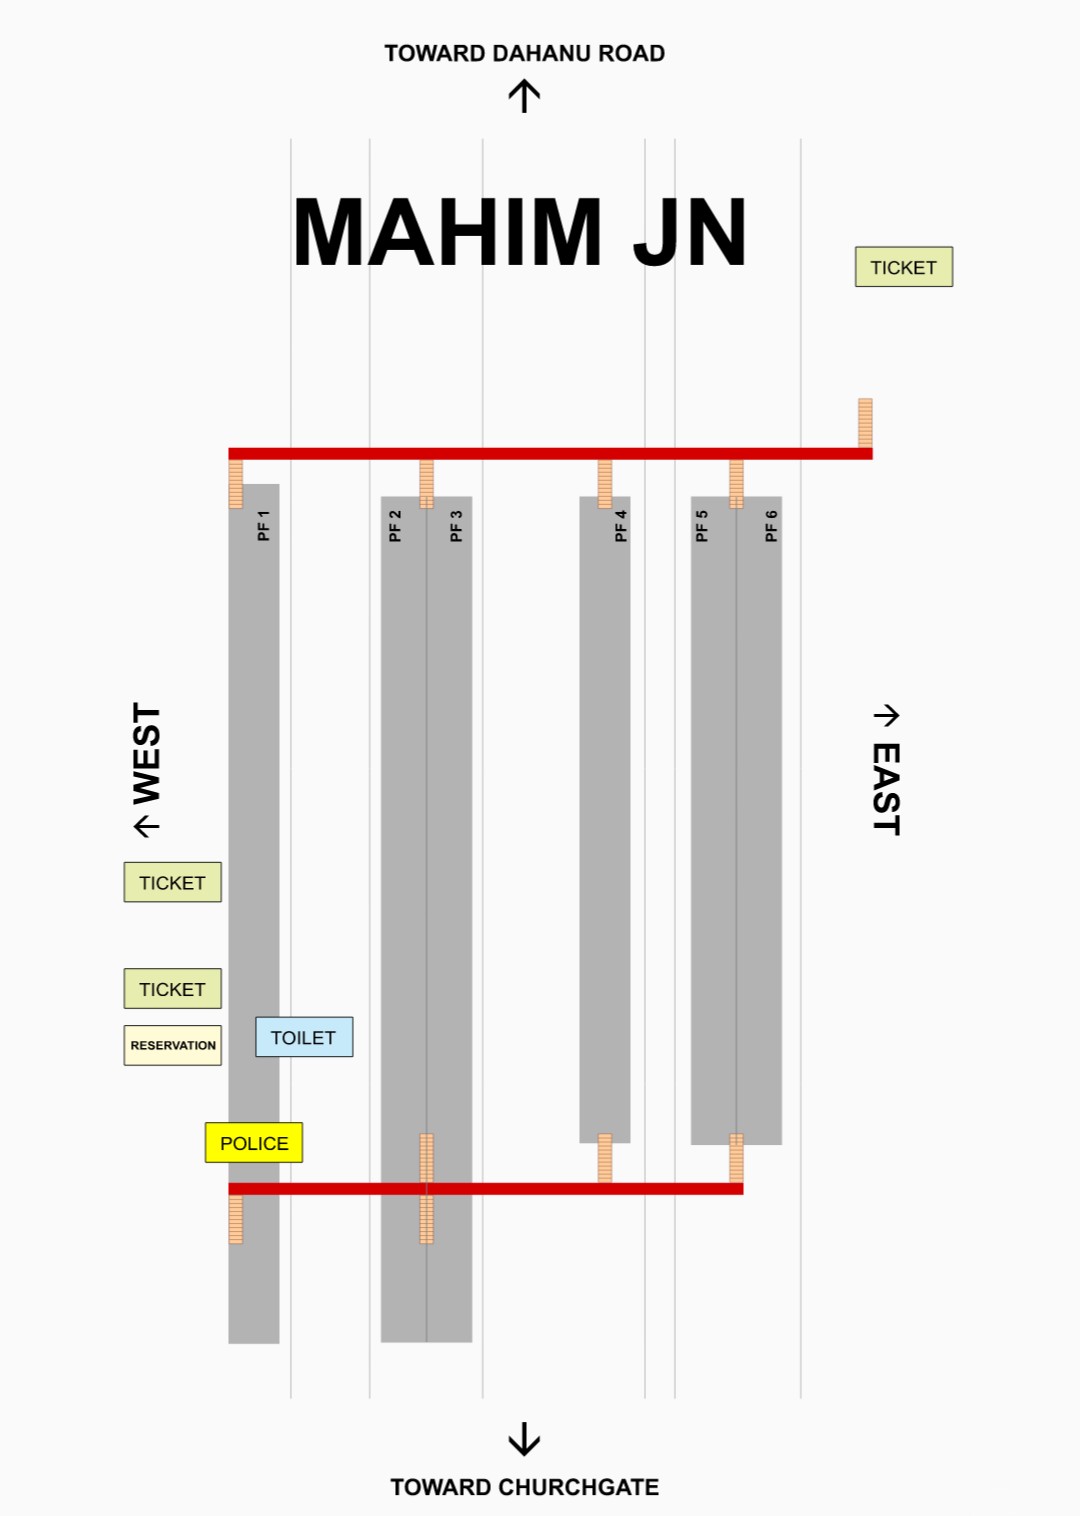 TOWARD DAHANU ROAD
↑
MAHIM JN
TICKET
PF 1
PF 2
PF 3
PF 4
PF 5
PF 6
← WEST
→ EAST
TICKET
TICKET
RESERVATION
TOILET
POLICE
↓
TOWARD CHURCHGATE